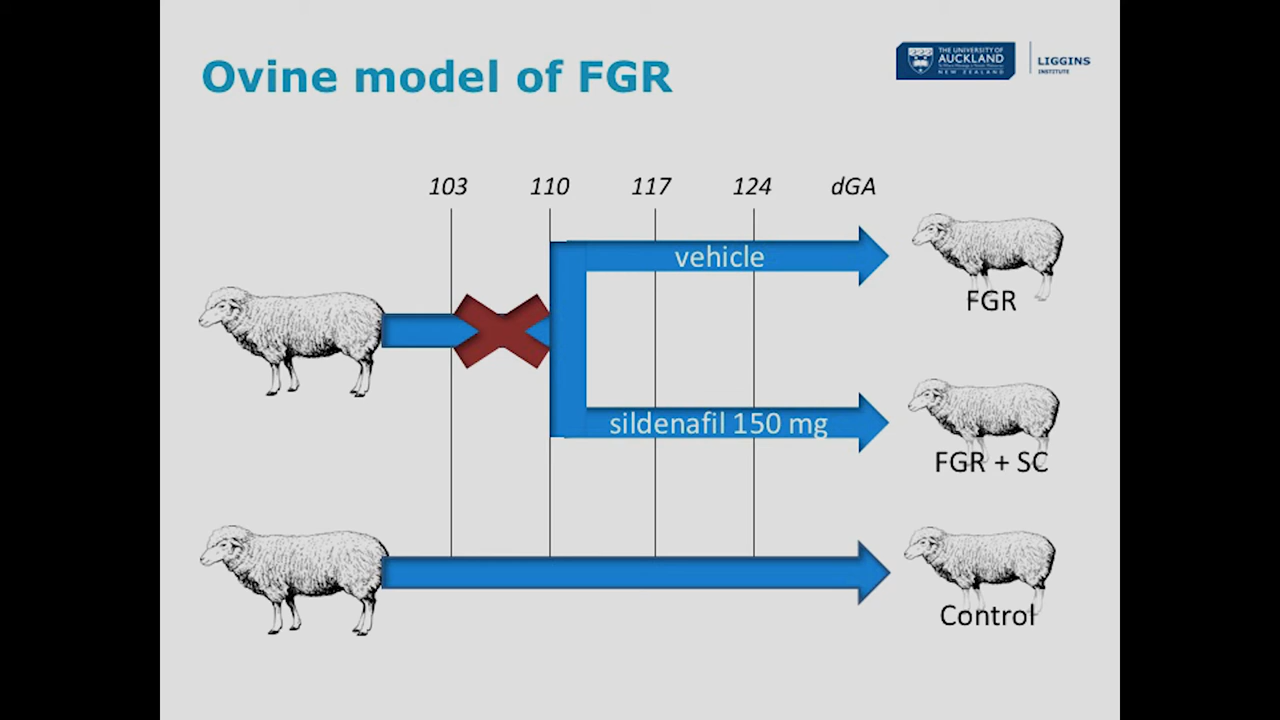 Ovine model of FGR
THE UNIVERSITY OF
AUCKLAND
NEW ZEALAND
LIGGINS
INSTITUTE
103 110 117 124 dGA
vehicle
FGR
sildenafil 150 mg
FGR + SC
Control